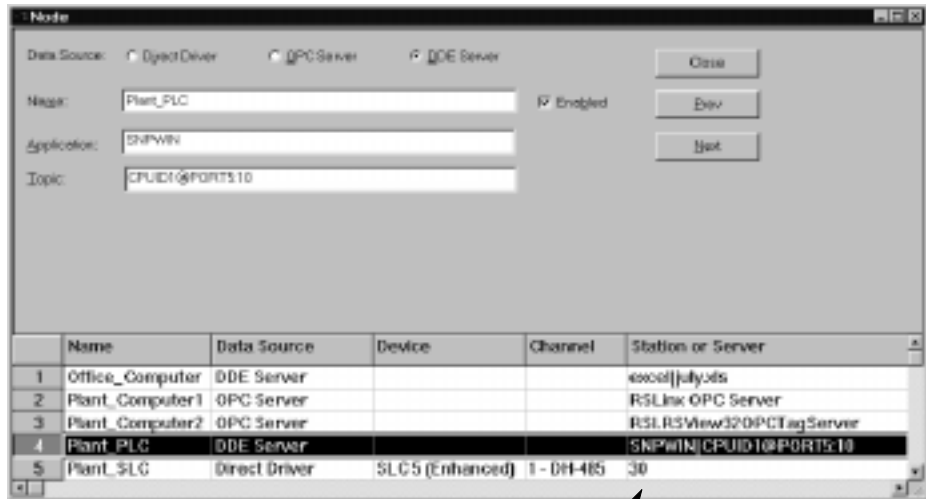 Node
Data Source: Direct Driver OPC Server DDE Server Close
Name: Plant_PLC Enabled Prev
Application: SNPWIN Next
Topic: CPUID1@PORT5:10
Name Data Source Device Channel Station or Server
1 Office_Computer DDE Server excel|july.xls
2 Plant_Computer1 OPC Server RSLinx OPC Server
3 Plant_Computer2 OPC Server RSI.RSView32OPCTagServer
4 Plant_PLC DDE Server SNPWIN|CPUID1@PORT5:10
5 Plant_SLC Direct Driver SLC 5 (Enhanced) 1 - DH-485 30